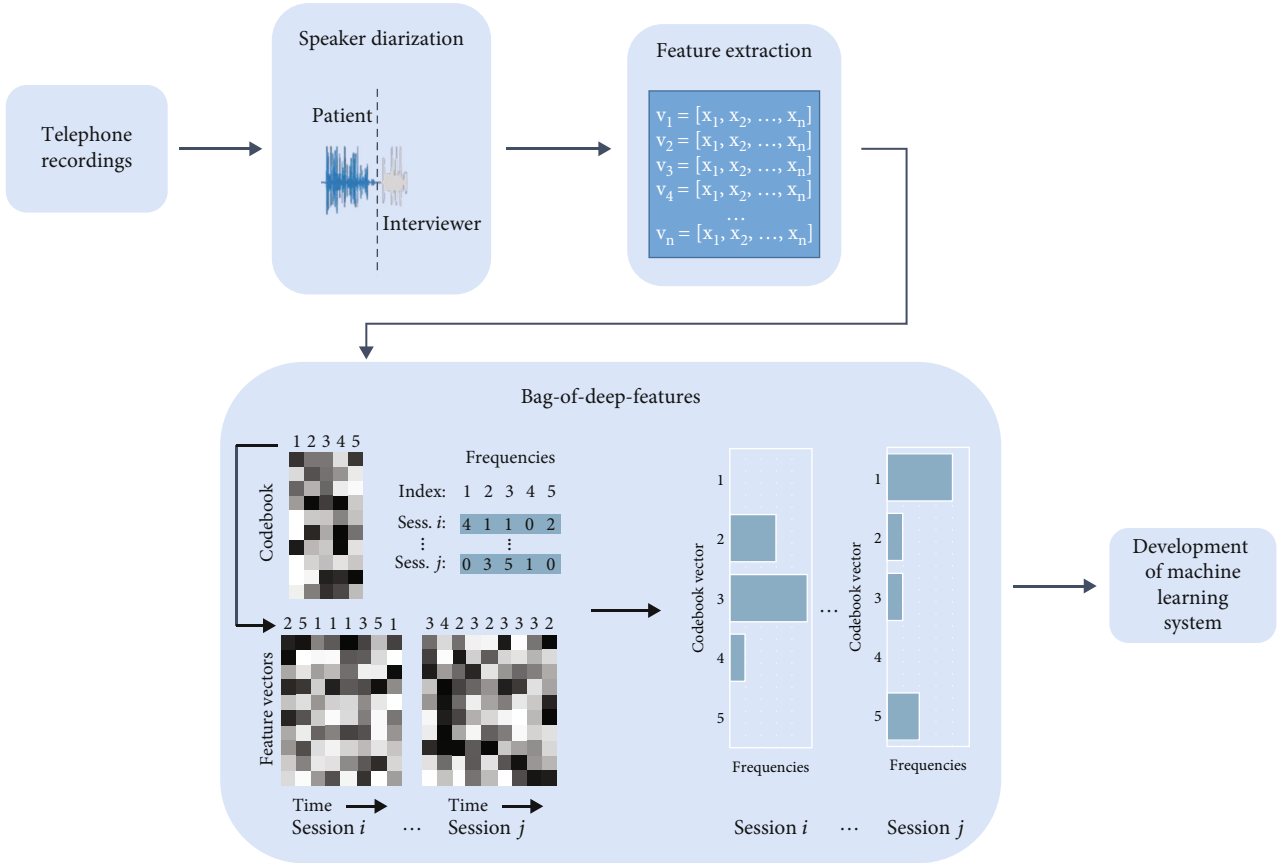 Telephone
recordings
Speaker diarization
Patient
Interviewer
Feature extraction
v1 = [x1, x2, …, xn]
v2 = [x1, x2, …, xn]
v3 = [x1, x2, …, xn]
v4 = [x1, x2, …, xn]
…
vn = [x1, x2, …, xn]
Bag-of-deep-features
1 2 3 4 5
Codebook
Frequencies
Index: 1 2 3 4 5
Sess. i: 4 1 1 0 2
⋮ ⋮
Sess. j: 0 3 5 1 0
2 5 1 1 1 3 5 1
3 4 2 3 2 3 3 3 2
Feature vectors
Time
Time
Session i … Session j
Codebook vector
1
2
3
4
5
Frequencies
…
Codebook vector
1
2
3
4
5
Frequencies
Session i … Session j
Development
of machine
learning
system